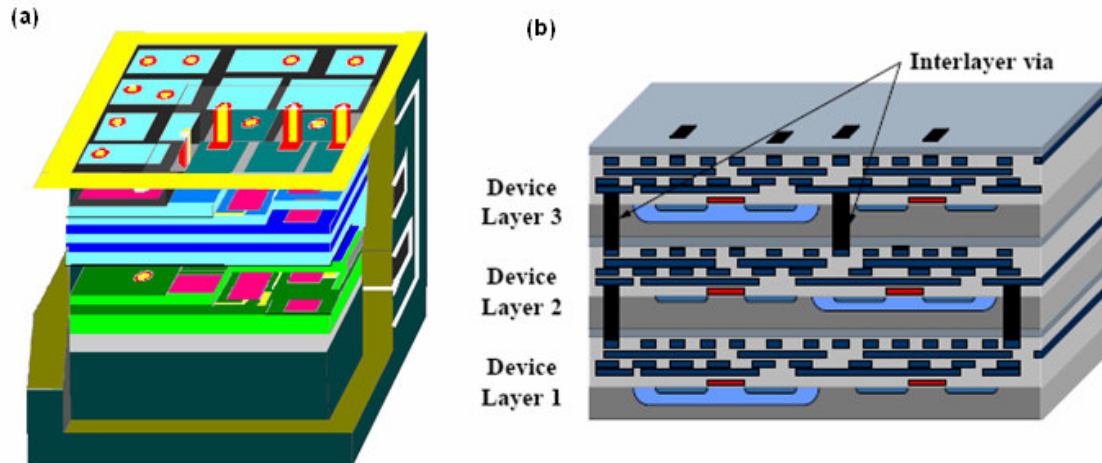 (a)
(b)
Interlayer via
Device
Layer 3
Device
Layer 2
Device
Layer 1